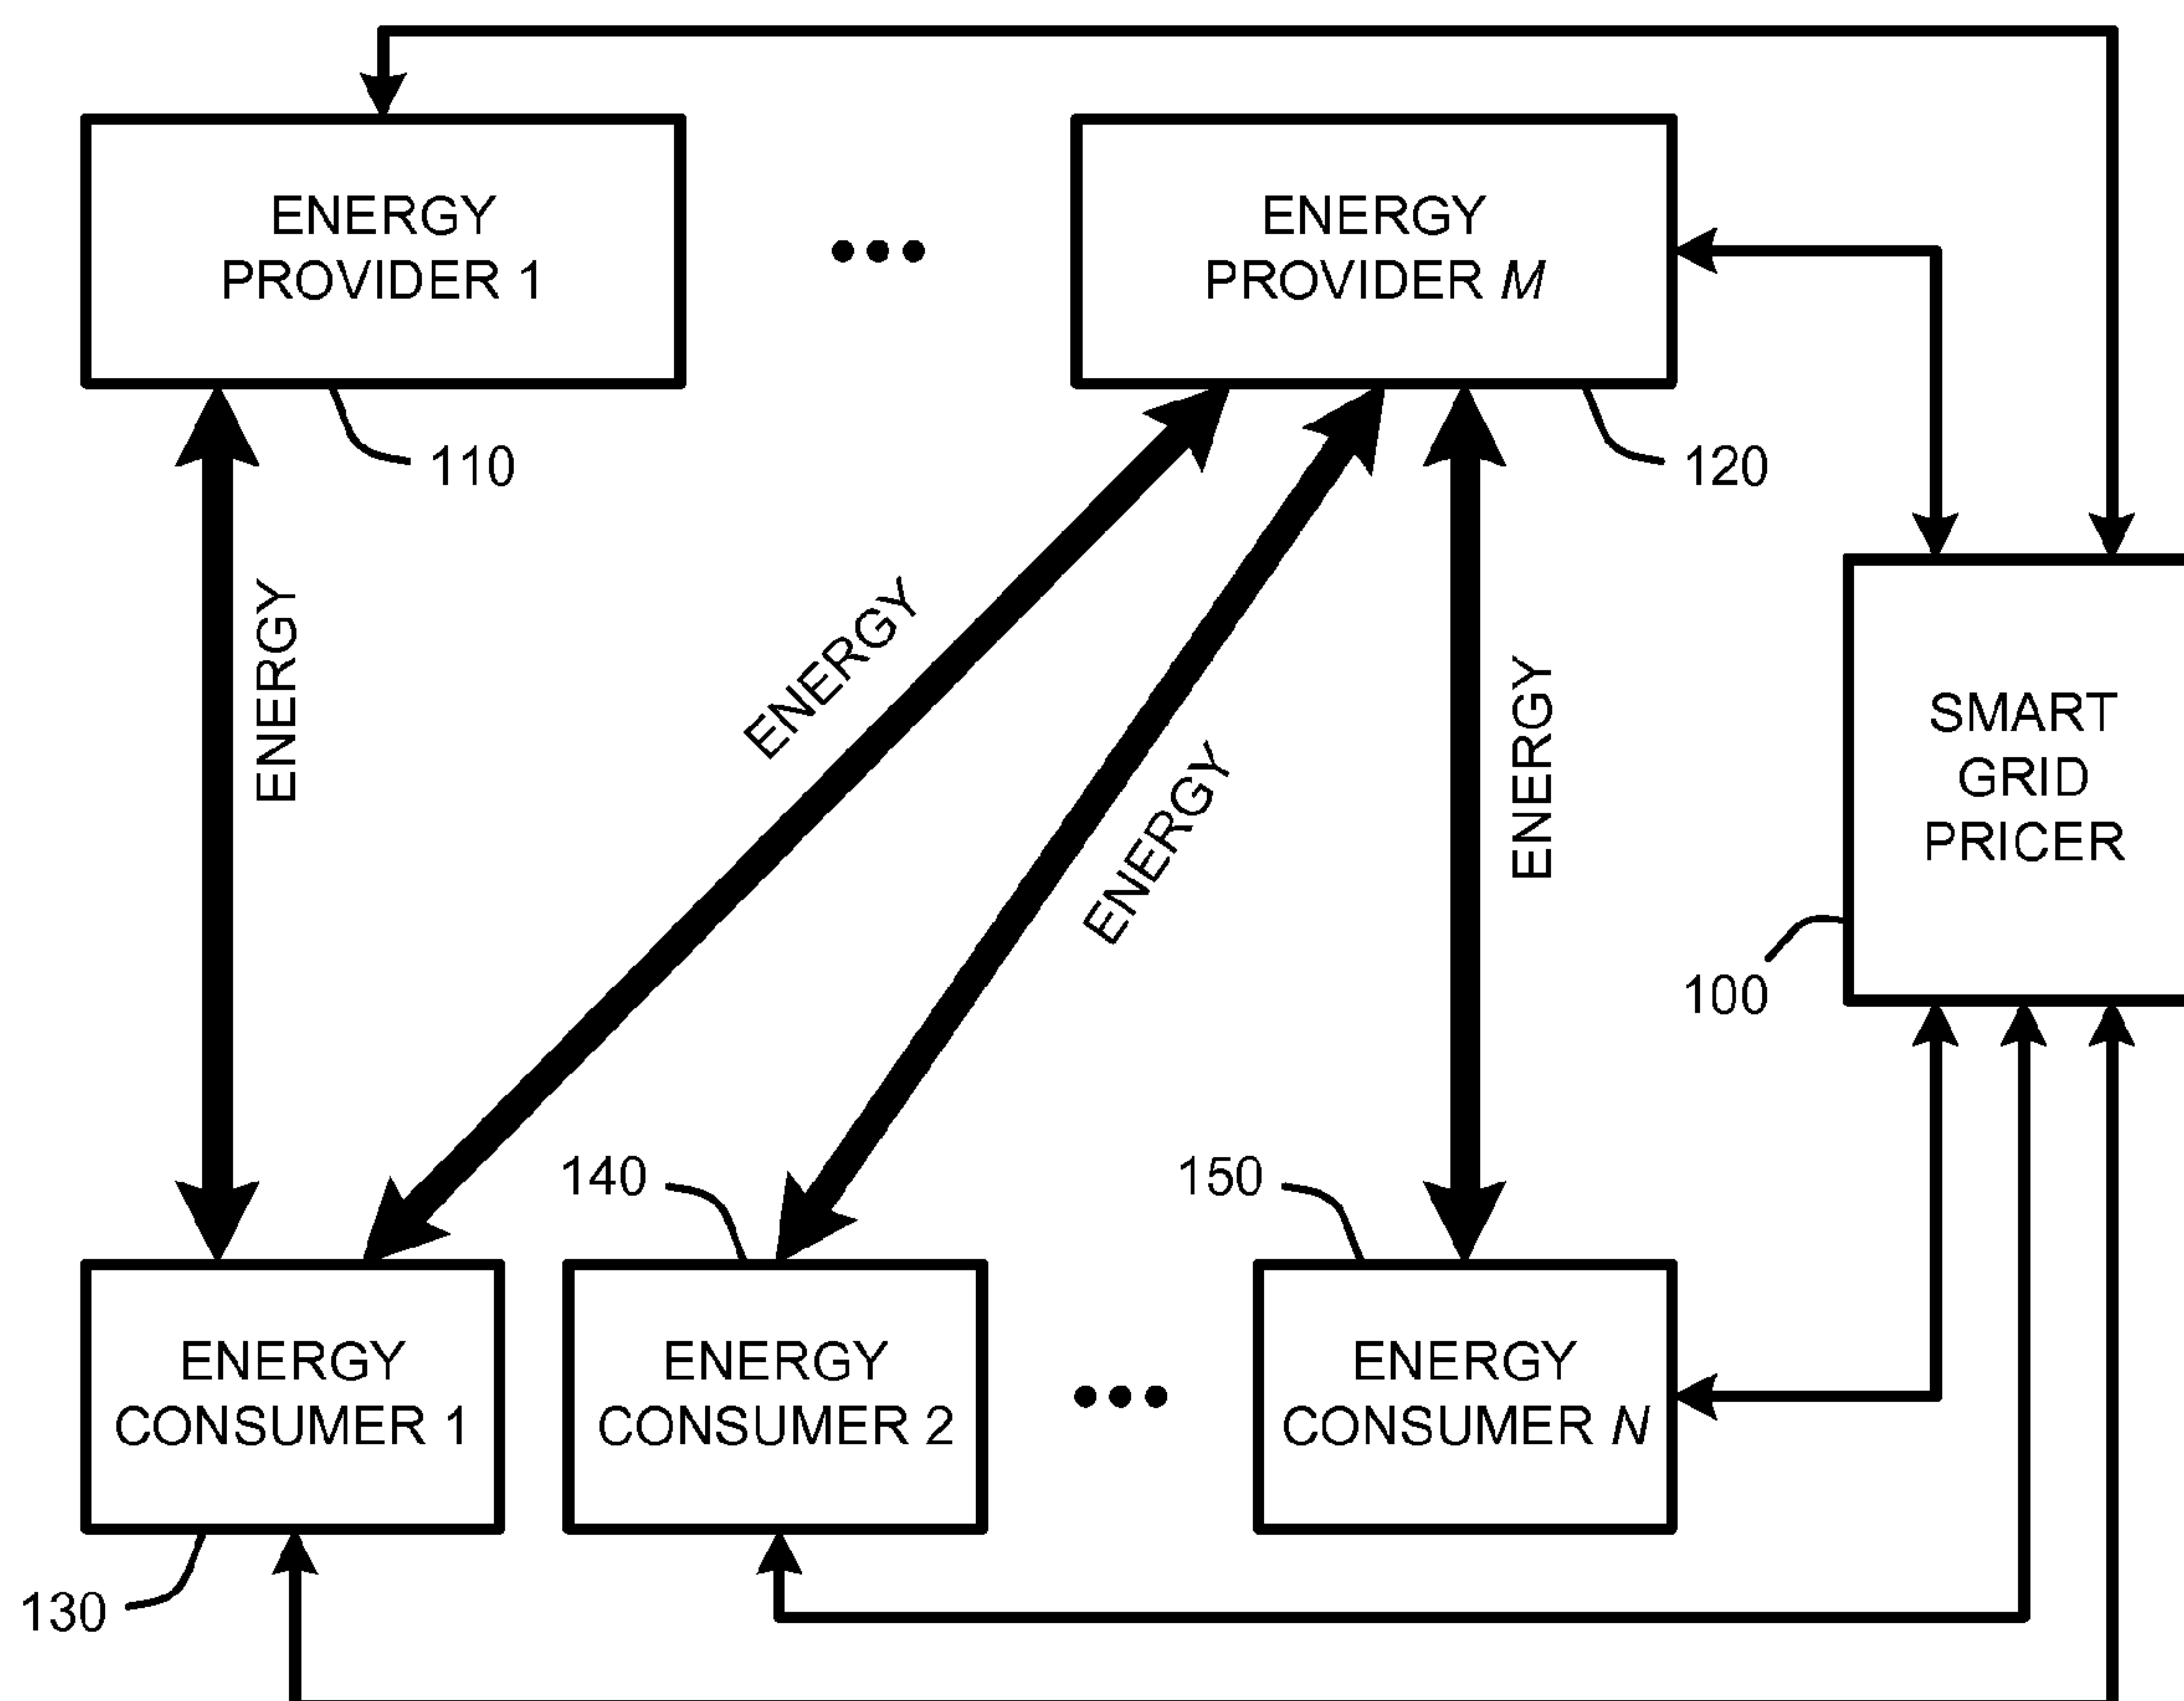 ENERGY
PROVIDER 1
ENERGY
PROVIDER M
110
120
ENERGY
ENERGY
ENERGY
ENERGY
SMART
GRID
PRICER
100
140
150
ENERGY
CONSUMER 1
ENERGY
CONSUMER 2
ENERGY
CONSUMER N
130